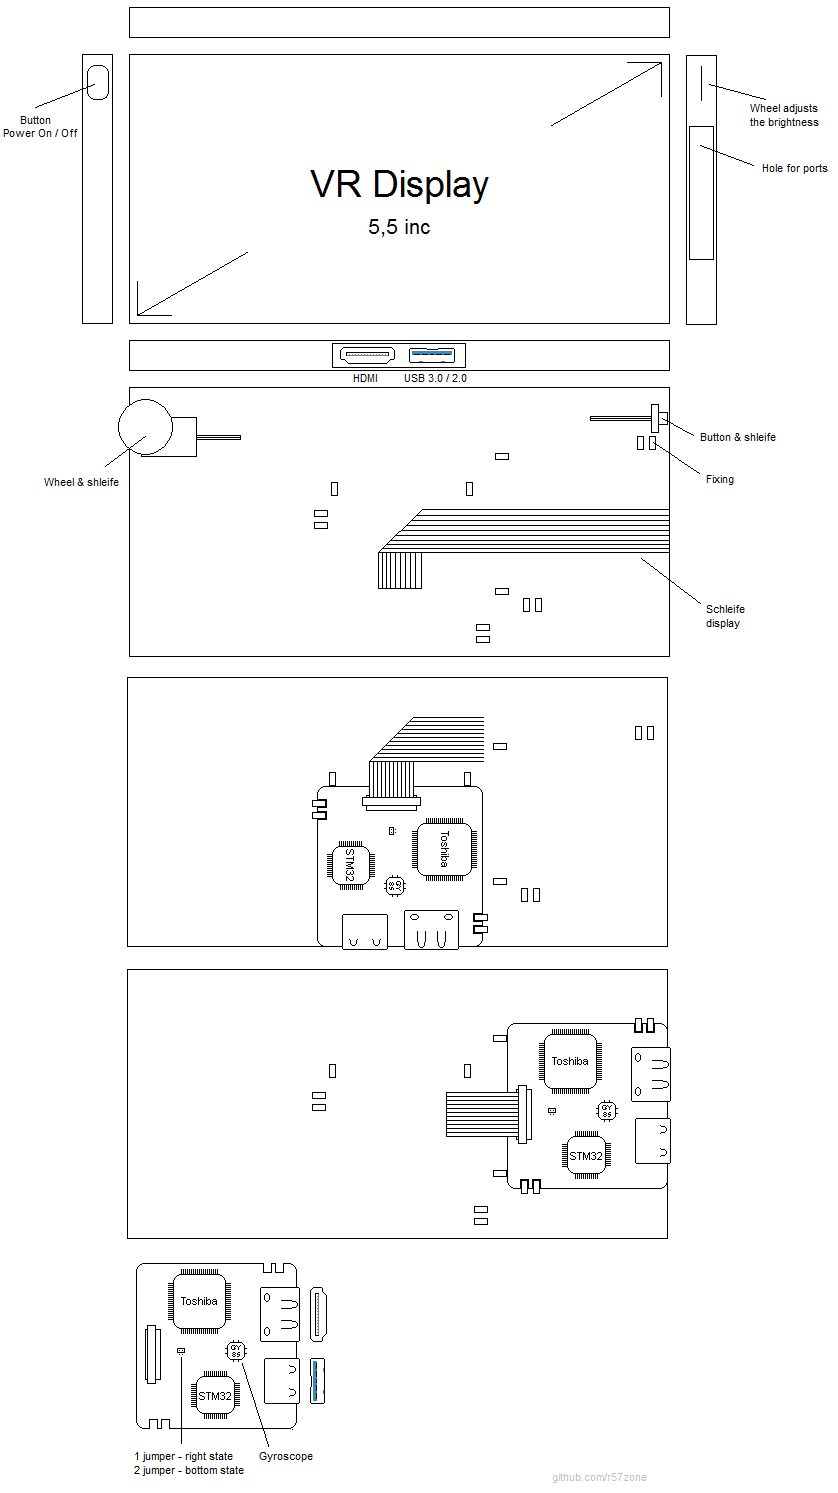 Button
Power On / Off
Wheel adjusts
the brightness
Hole for ports
VR Display
5,5 inc
HDMI
USB 3.0 / 2.0
Button & shleife
Wheel & shleife
Fixing
Schleife
display
Toshiba
STM32
GY
85
Toshiba
GY
85
STM32
Toshiba
GY
85
STM32
1 jumper - right state
2 jumper - bottom state
Gyroscope
github.com/r57zone